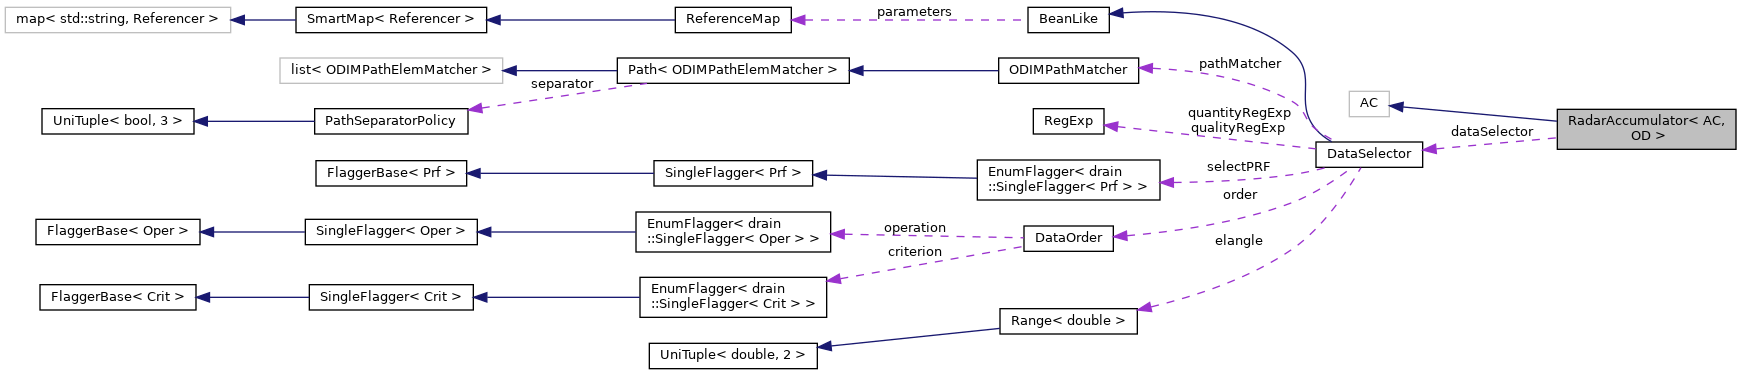 map< std::string, Referencer >
SmartMap< Referencer >
ReferenceMap
parameters
BeanLike
list< ODIMPathElemMatcher >
Path< ODIMPathElemMatcher >
ODIMPathMatcher
pathMatcher
separator
AC
RadarAccumulator< AC,
OD >
UniTuple< bool, 3 >
PathSeparatorPolicy
RegExp
quantityRegExp
qualityRegExp
dataSelector
DataSelector
FlaggerBase< Prf >
SingleFlagger< Prf >
EnumFlagger< drain
::SingleFlagger< Prf > >
selectPRF
order
FlaggerBase< Oper >
SingleFlagger< Oper >
EnumFlagger< drain
::SingleFlagger< Oper > >
operation
DataOrder
elangle
criterion
FlaggerBase< Crit >
SingleFlagger< Crit >
EnumFlagger< drain
::SingleFlagger< Crit > >
Range< double >
UniTuple< double, 2 >